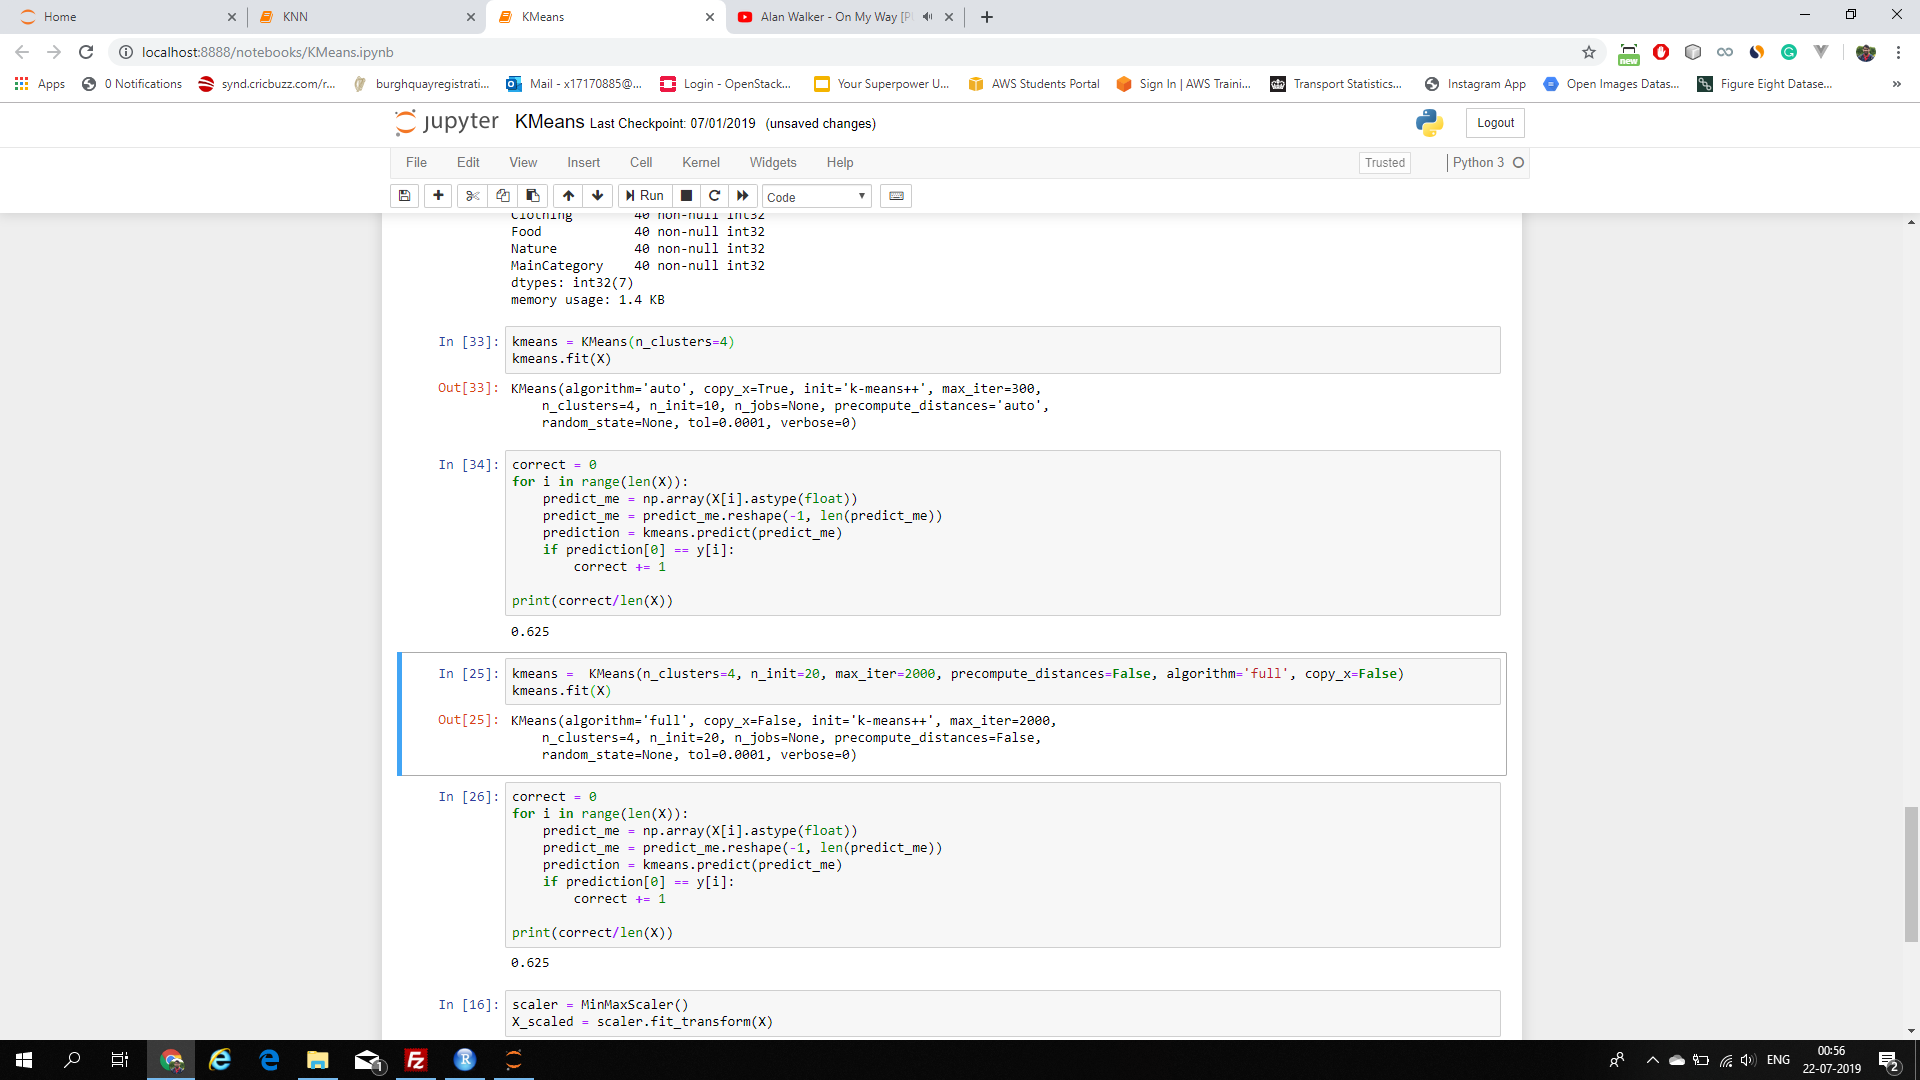 Home
KNN
KMeans
Alan Walker - On My Way [P
localhost:8888/notebooks/KMeans.ipynb
new
Apps
0 Notifications
synd.cricbuzz.com/r...
burghquayregistrati...
Mail - x17170885@...
Login - OpenStack...
Your Superpower U...
AWS Students Portal
Sign In | AWS Traini...
Transport Statistics...
Instagram App
Open Images Datas...
Figure Eight Datase...
»
jupyter KMeans Last Checkpoint: 07/01/2019 (unsaved changes)
Logout
File Edit View Insert Cell Kernel Widgets Help
Trusted
Python 3
Run
Code
Clothing 40 non-null int32
Food 40 non-null int32
Nature 40 non-null int32
MainCategory 40 non-null int32
dtypes: int32(7)
memory usage: 1.4 KB
In [33]: kmeans = KMeans(n_clusters=4)
kmeans.fit(X)
Out[33]: KMeans(algorithm='auto', copy_x=True, init='k-means++', max_iter=300,
n_clusters=4, n_init=10, n_jobs=None, precompute_distances='auto',
random_state=None, tol=0.0001, verbose=0)
In [34]: correct = 0
for i in range(len(X)):
predict_me = np.array(X[i].astype(float))
predict_me = predict_me.reshape(-1, len(predict_me))
prediction = kmeans.predict(predict_me)
if prediction[0] == y[i]:
correct += 1
print(correct/len(X))
0.625
In [25]: kmeans =  KMeans(n_clusters=4, n_init=20, max_iter=2000, precompute_distances=False, algorithm='full', copy_x=False)
kmeans.fit(X)
Out[25]: KMeans(algorithm='full', copy_x=False, init='k-means++', max_iter=2000,
n_clusters=4, n_init=20, n_jobs=None, precompute_distances=False,
random_state=None, tol=0.0001, verbose=0)
In [26]: correct = 0
for i in range(len(X)):
predict_me = np.array(X[i].astype(float))
predict_me = predict_me.reshape(-1, len(predict_me))
prediction = kmeans.predict(predict_me)
if prediction[0] == y[i]:
correct += 1
print(correct/len(X))
0.625
In [16]: scaler = MinMaxScaler()
X_scaled = scaler.fit_transform(X)
ENG
00:56
22-07-2019
2